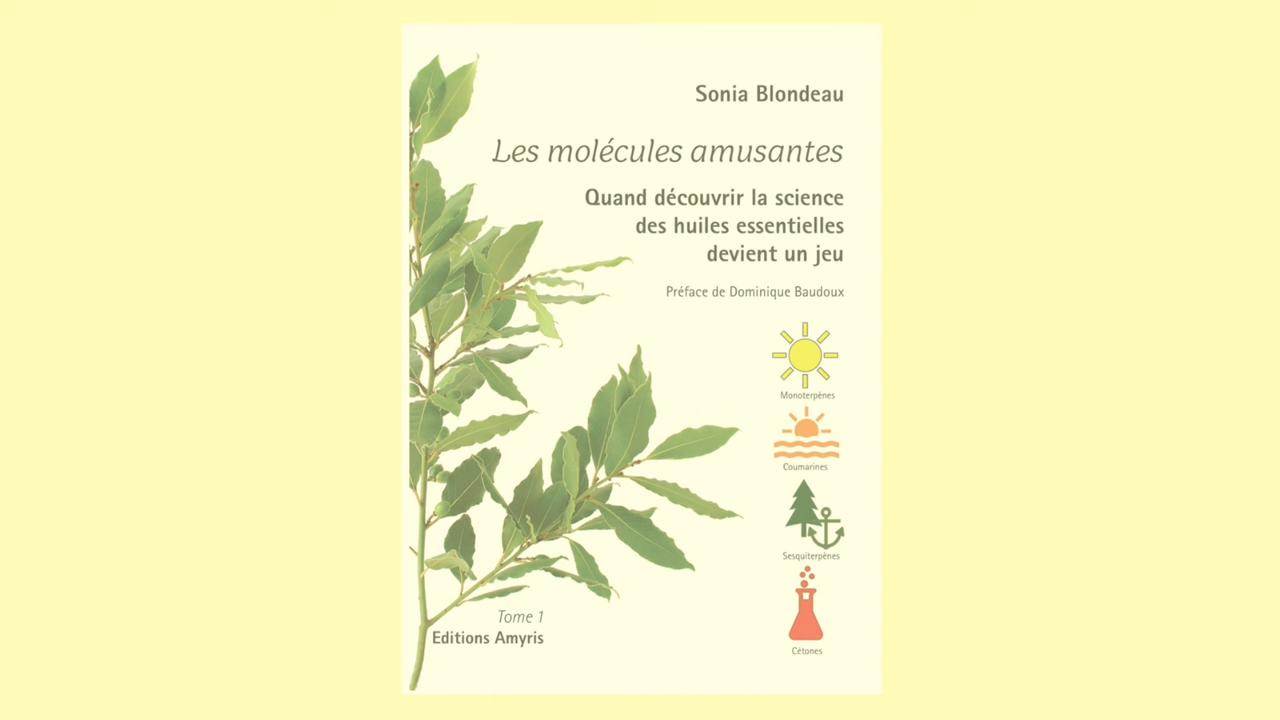 Sonia Blondeau
Les molécules amusantes
Quand découvrir la science
des huiles essentielles
devient un jeu
Préface de Dominique Baudoux
Monoterpènes
Coumarines
Sesquiterpènes
Cétones
Tome 1
Editions Amyris